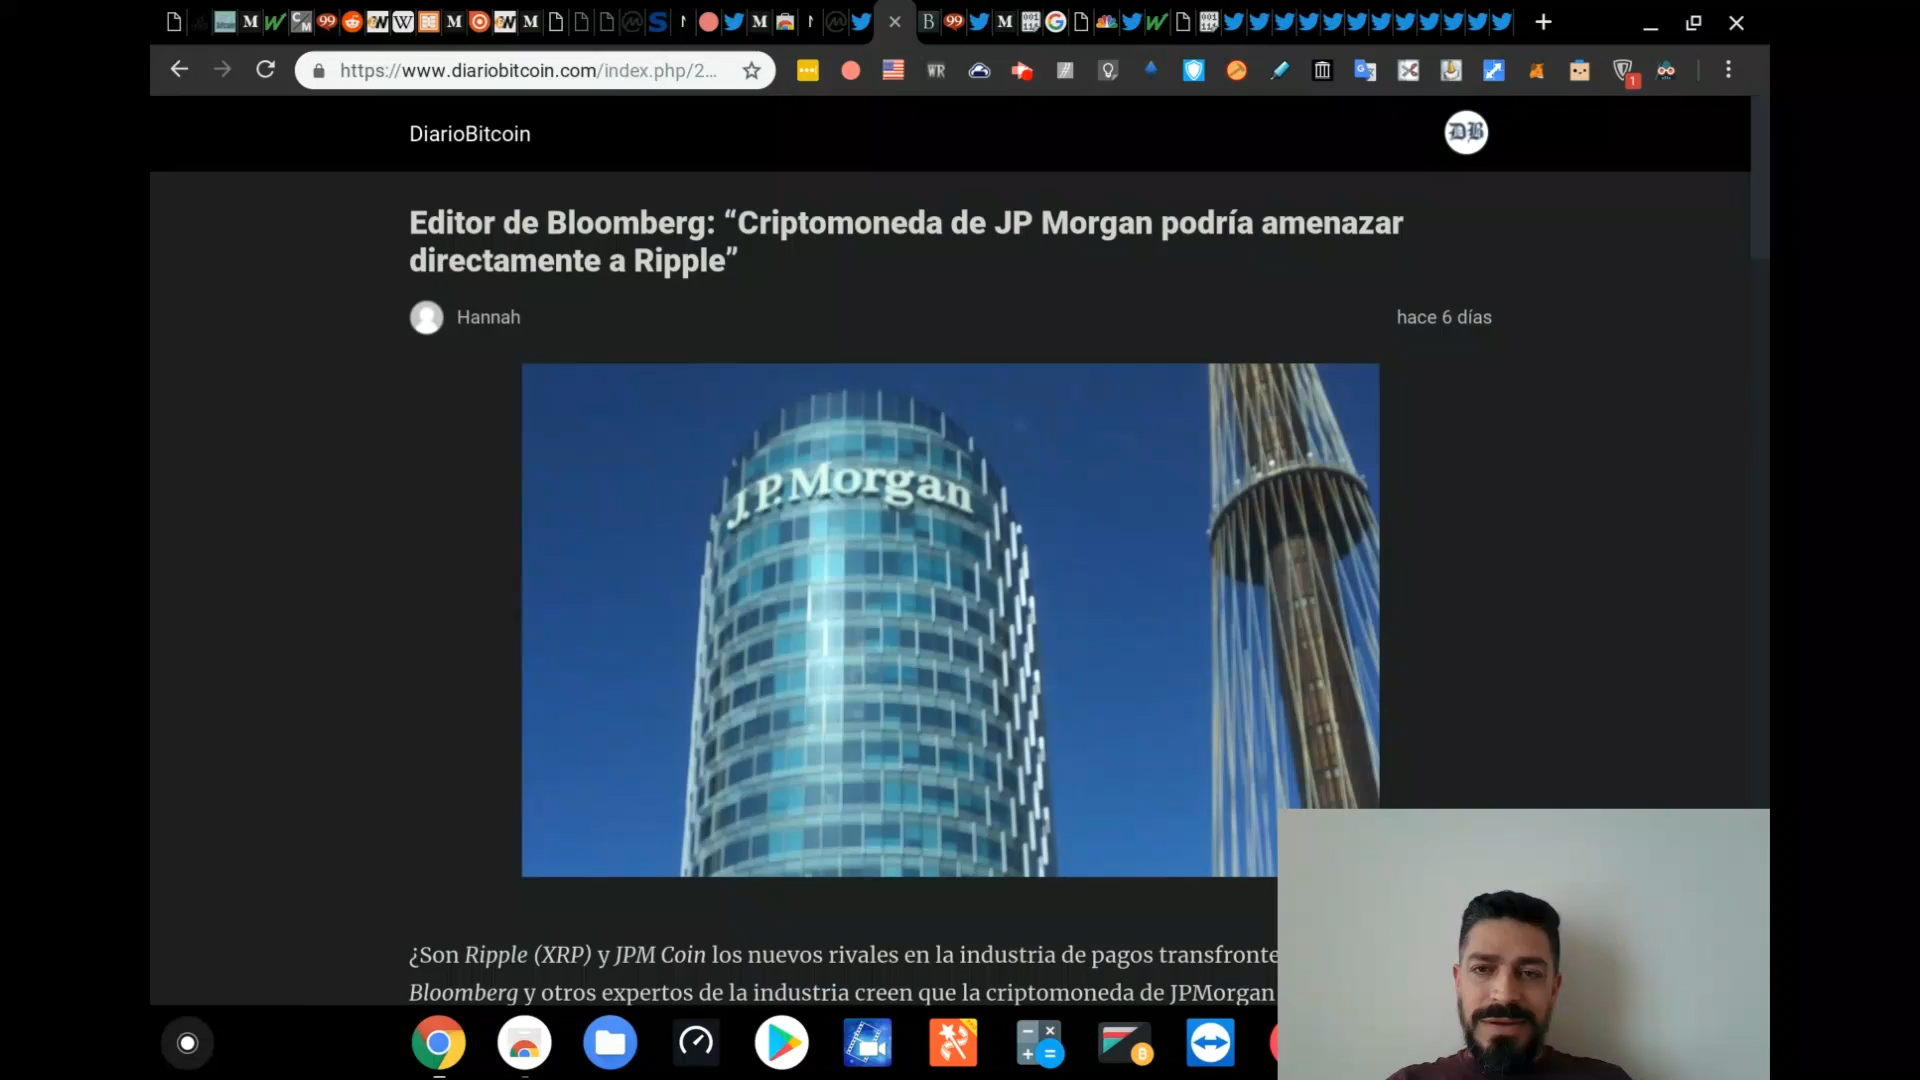 https://www.diariobitcoin.com/index.php/2...
WR
1
DiarioBitcoin
DB
Editor de Bloomberg: “Criptomoneda de JP Morgan podría amenazar
directamente a Ripple”
Hannah
hace 6 días
J.P.Morgan
¿Son Ripple (XRP) y JPM Coin los nuevos rivales en la industria de pagos transfronte
Bloomberg y otros expertos de la industria creen que la criptomoneda de JPMorgan